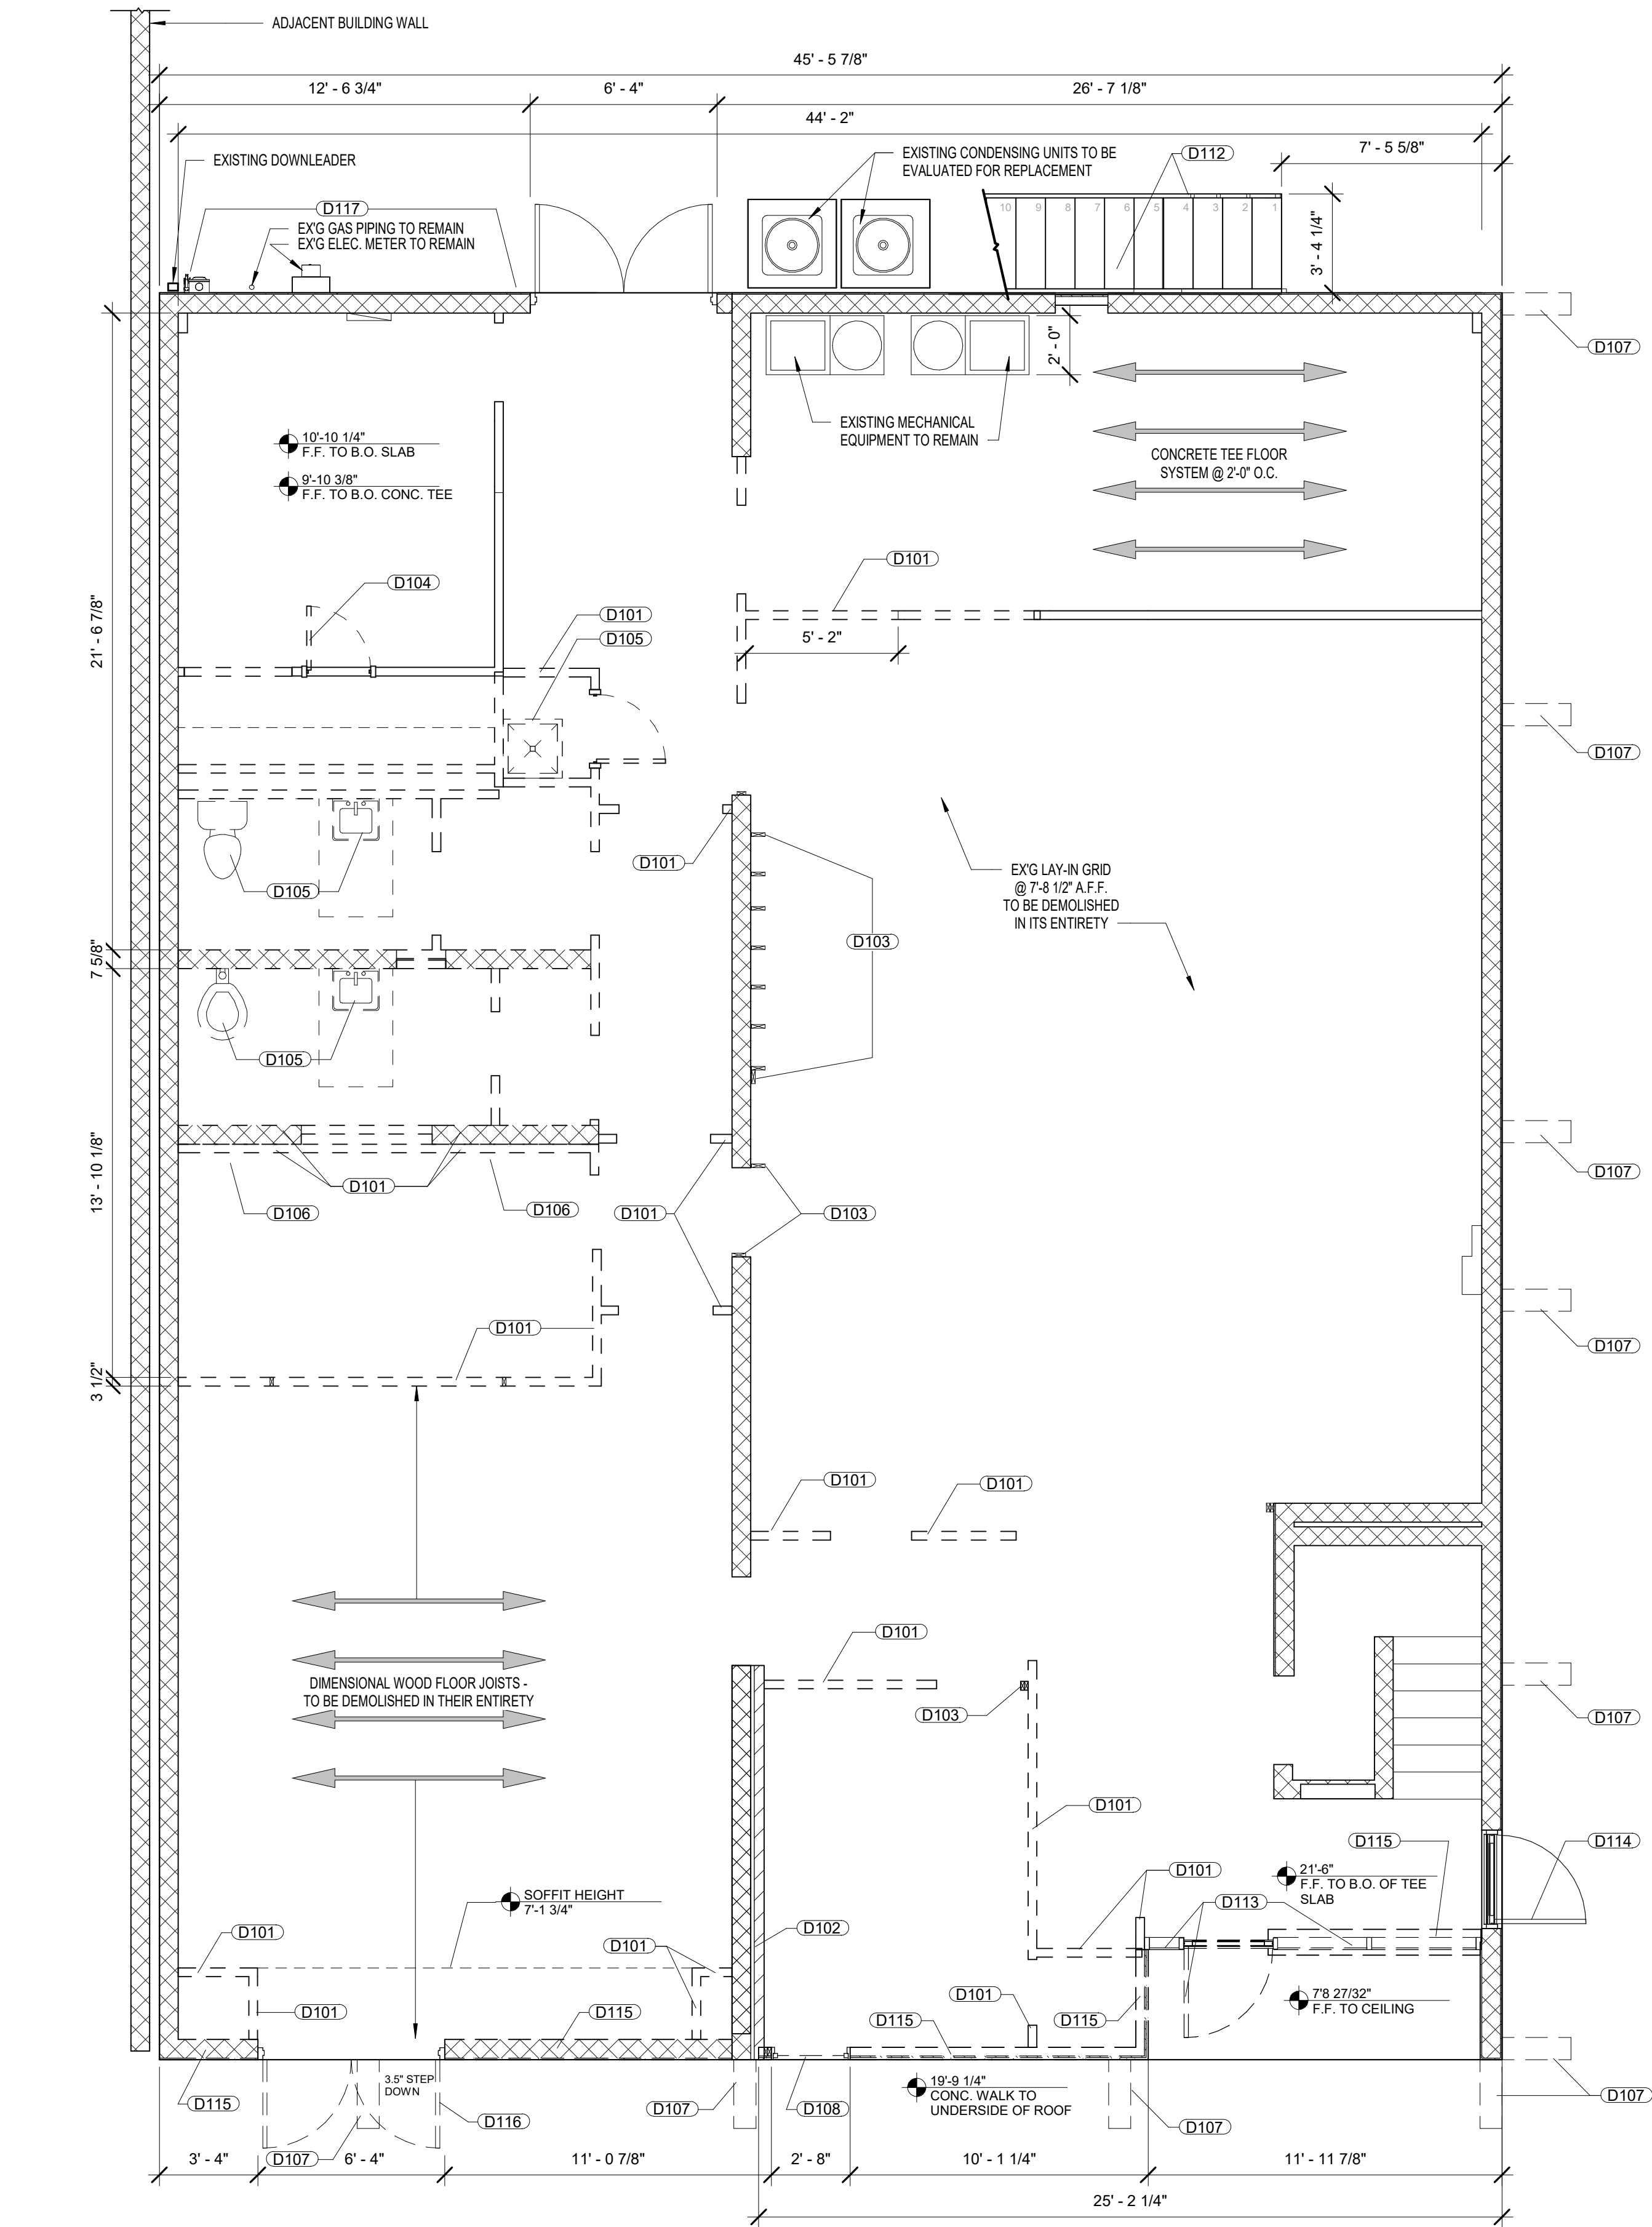 ADJACENT BUILDING WALL
45' - 5 7/8"
12' - 6 3/4"
6' - 4"
26' - 7 1/8"
44' - 2"
EXISTING DOWNLEADER
EXISTING CONDENSING UNITS TO BE
EVALUATED FOR REPLACEMENT
D112
7' - 5 5/8"
D117
EX'G GAS PIPING TO REMAIN
EX'G ELEC. METER TO REMAIN
10
9
8
7
6
5
4
3
2
1
3' - 4 1/4"
D107
2' - 0"
10'-10 1/4"
F.F. TO B.O. SLAB
9'-10 3/8"
F.F. TO B.O. CONC. TEE
EXISTING MECHANICAL
EQUIPMENT TO REMAIN
CONCRETE TEE FLOOR
SYSTEM @ 2'-0" O.C.
D104
D101
D101
D105
5' - 2"
21' - 6 7/8"
D107
D101
D105
EX'G LAY-IN GRID
@ 7'-8 1/2" A.F.F.
TO BE DEMOLISHED
IN ITS ENTIRETY
D103
7 5/8"
D105
13' - 10 1/8"
D107
D101
D106
D106
D101
D103
D101
D107
3 1/2"
D101
D101
D101
DIMENSIONAL WOOD FLOOR JOISTS -
TO BE DEMOLISHED IN THEIR ENTIRETY
D103
D107
D101
D115
D114
D101
21'-6"
F.F. TO B.O. OF TEE
SLAB
SOFFIT HEIGHT
7'-1 3/4"
D113
D102
D101
D101
D101
D115
D101
D115
D115
7'8 27/32"
F.F. TO CEILING
3.5" STEP
DOWN
D115
D116
D107
D108
19'-9 1/4"
CONC. WALK TO
UNDERSIDE OF ROOF
D107
D107
3' - 4"
D107
6' - 4"
11' - 0 7/8"
2' - 8"
10' - 1 1/4"
11' - 11 7/8"
25' - 2 1/4"